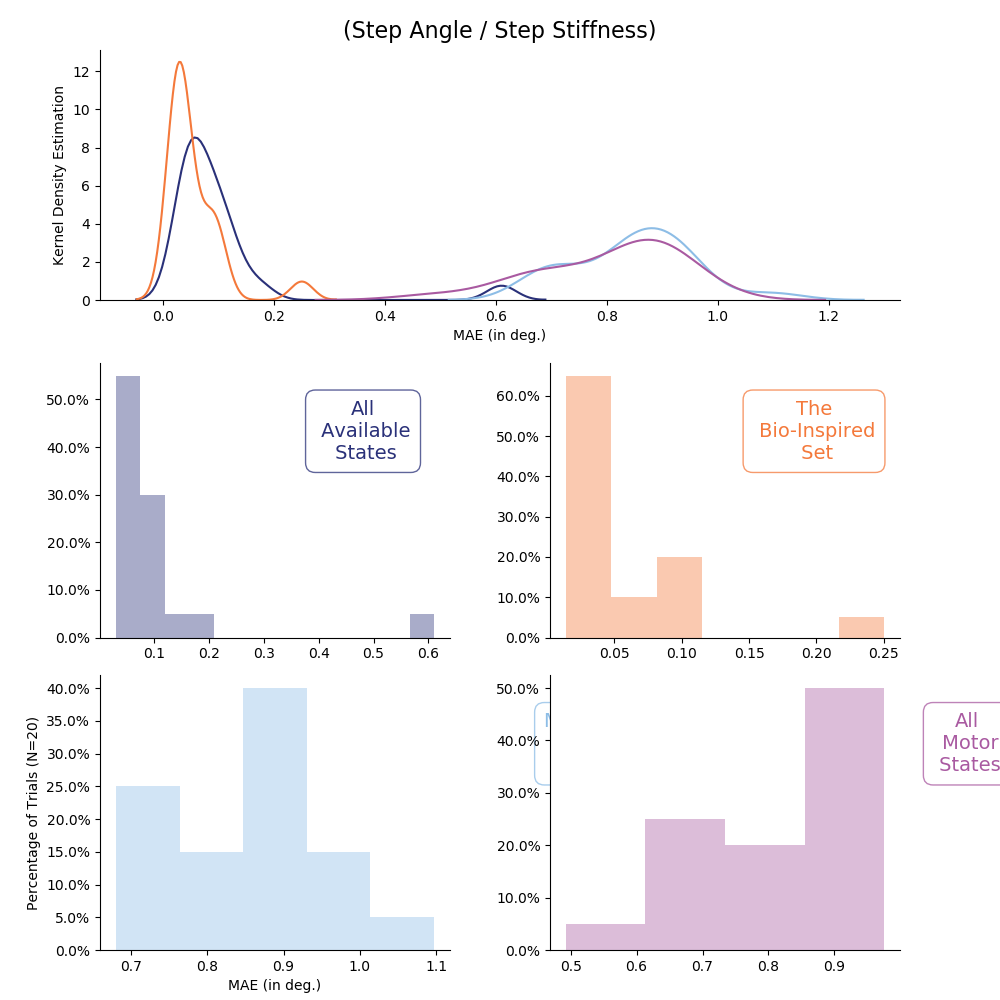 (Step Angle / Step Stiffness)
12
10
8
6
4
2
0
Kernel Density Estimation
0.0 0.2 0.4 0.6 0.8 1.0 1.2
MAE (in deg.)
50.0%
40.0%
30.0%
20.0%
10.0%
0.0%
All
Available
States
0.1 0.2 0.3 0.4 0.5 0.6
60.0%
50.0%
40.0%
30.0%
20.0%
10.0%
0.0%
The
Bio-Inspired
Set
0.05 0.10 0.15 0.20 0.25
40.0%
35.0%
30.0%
25.0%
20.0%
15.0%
10.0%
5.0%
0.0%
Percentage of Trials (N=20)
0.7 0.8 0.9 1.0 1.1
MAE (in deg.)
50.0%
40.0%
30.0%
20.0%
10.0%
0.0%
All
Motor
States
0.5 0.6 0.7 0.8 0.9